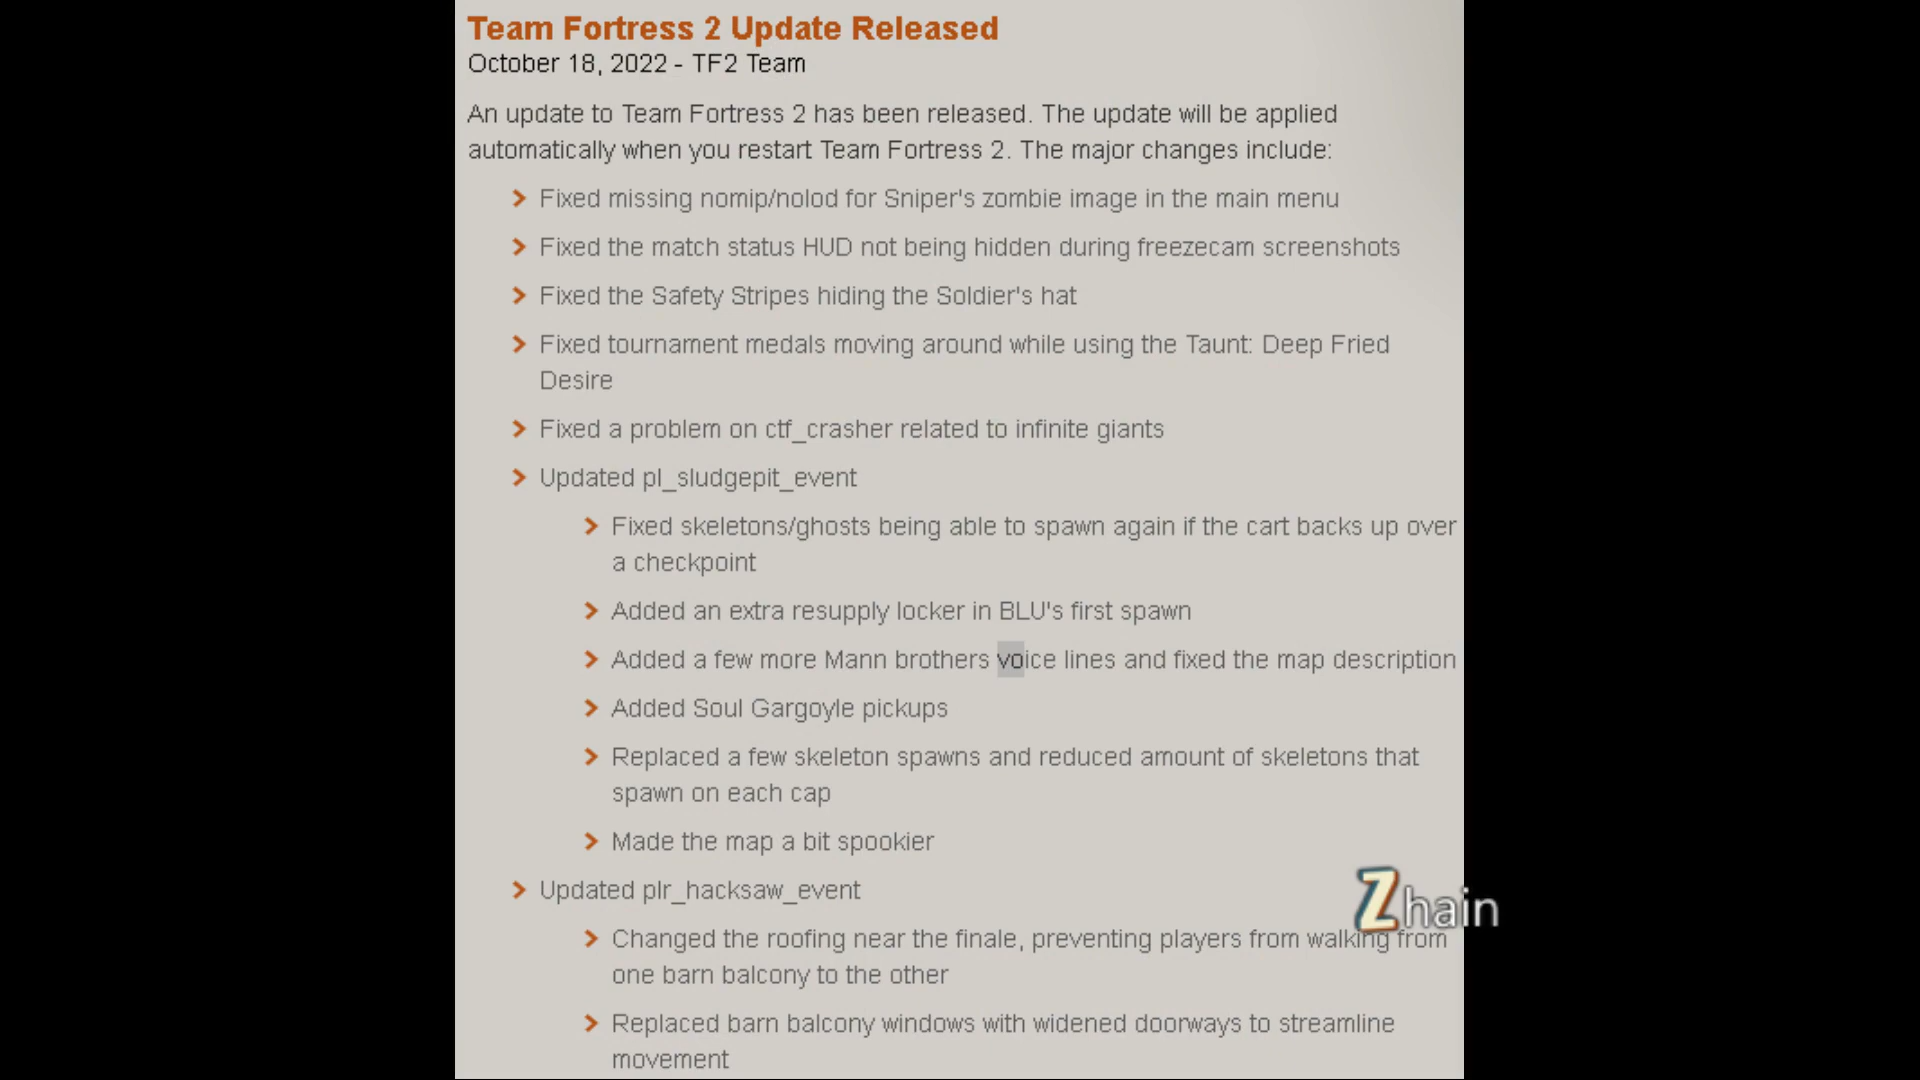 Team Fortress 2 Update Released
October 18, 2022 - TF2 Team
An update to Team Fortress 2 has been released. The update will be applied
automatically when you restart Team Fortress 2. The major changes include:
Fixed missing nomip/nolod for Sniper's zombie image in the main menu
Fixed the match status HUD not being hidden during freezecam screenshots
Fixed the Safety Stripes hiding the Soldier's hat
Fixed tournament medals moving around while using the Taunt: Deep Fried
Desire
Fixed a problem on ctf_crasher related to infinite giants
Updated pl_sludgepit_event
Fixed skeletons/ghosts being able to spawn again if the cart backs up over
a checkpoint
Added an extra resupply locker in BLU's first spawn
Added a few more Mann brothers voice lines and fixed the map description
Added Soul Gargoyle pickups
Replaced a few skeleton spawns and reduced amount of skeletons that
spawn on each cap
Made the map a bit spookier
Updated plr_hacksaw_event
Zhain
Changed the roofing near the finale, preventing players from walking from
one barn balcony to the other
Replaced barn balcony windows with widened doorways to streamline
movement